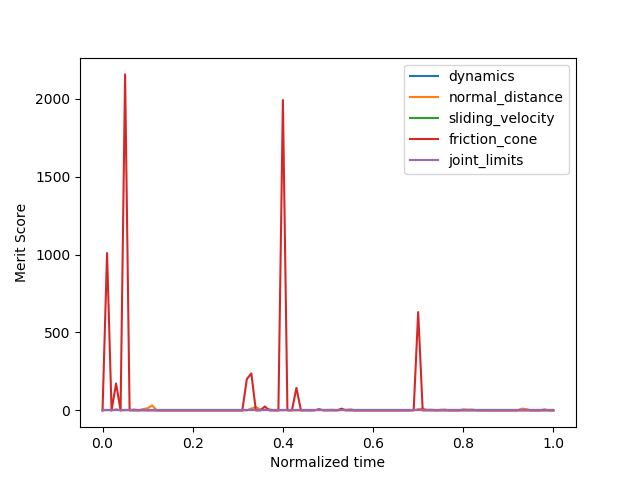 dynamics
normal_distance
sliding_velocity
friction_cone
joint_limits
Merit Score
2000
1500
1000
500
0
0.0 0.2 0.4 0.6 0.8 1.0
Normalized time